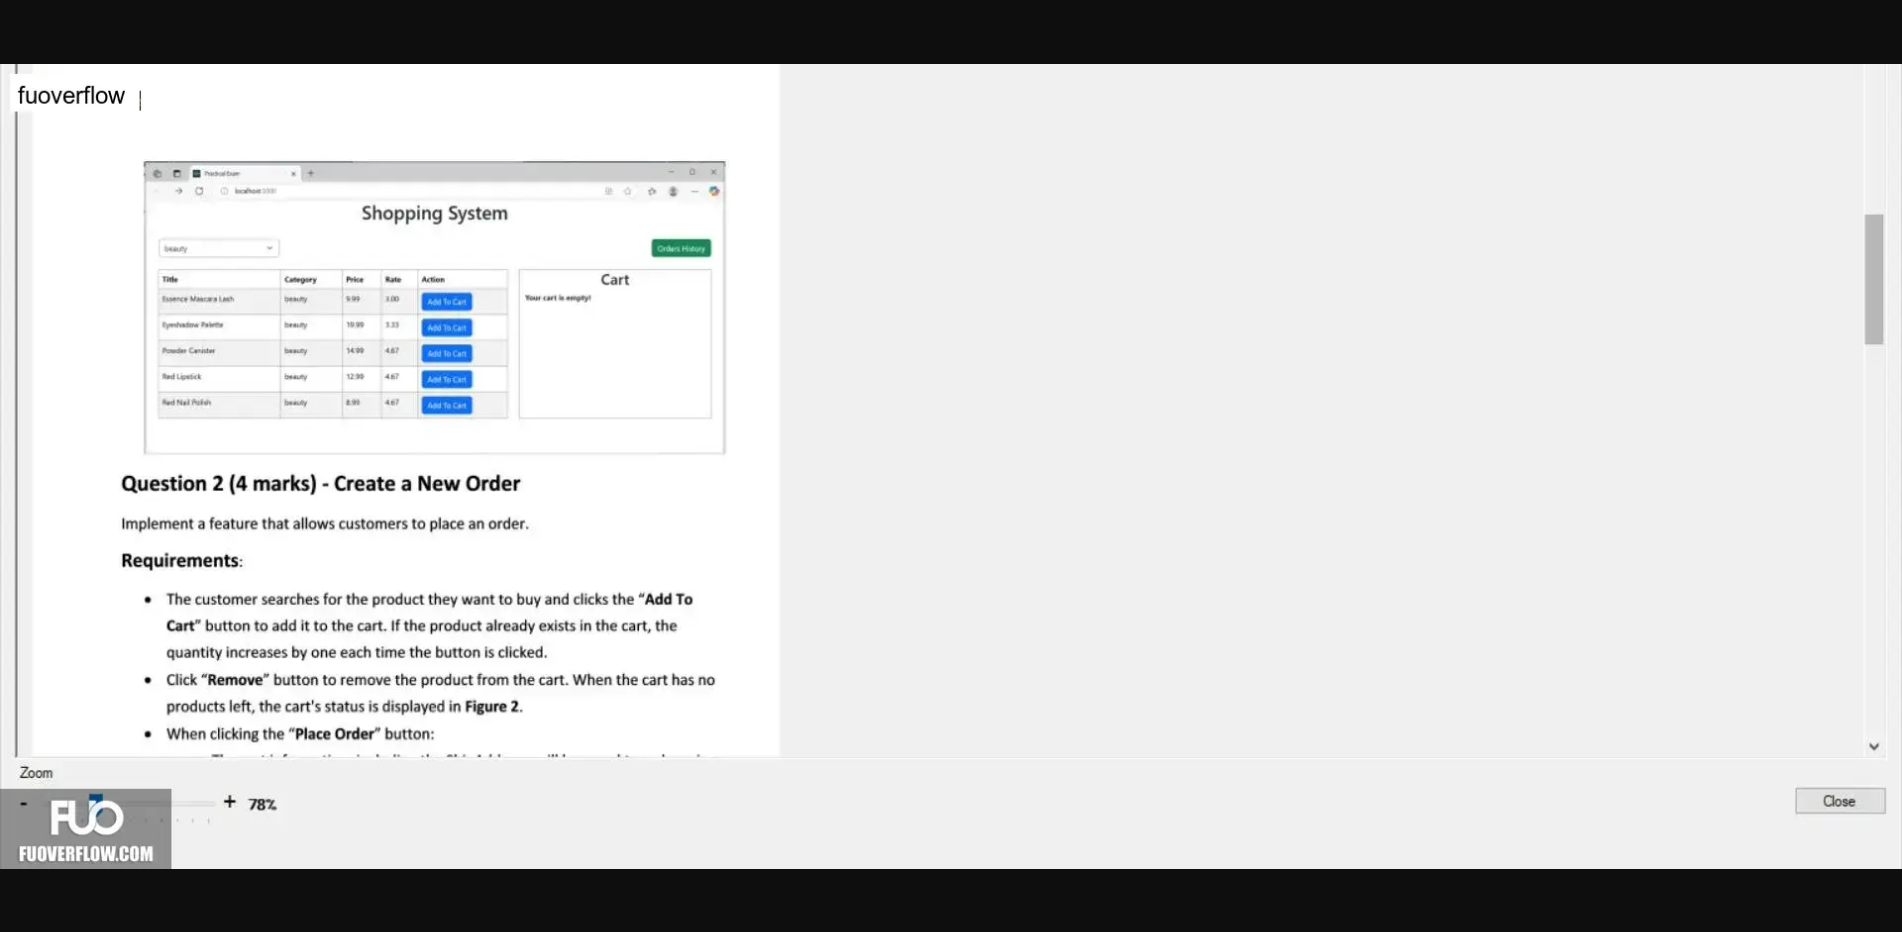 fuoverflow
Practical Exam
localhost:3000
Shopping System
beauty
Orders History
Title Category Price Rate Action
Essence Mascara Lash beauty 9.99 3.00 Add To Cart
Eyeshadow Palette beauty 19.99 3.33 Add To Cart
Powder Canister beauty 14.99 4.67 Add To Cart
Red Lipstick beauty 12.99 4.67 Add To Cart
Red Nail Polish beauty 8.99 4.67 Add To Cart
Cart
Your cart is empty!
Question 2 (4 marks) - Create a New Order
Implement a feature that allows customers to place an order.
Requirements:
• The customer searches for the product they want to buy and clicks the “Add To
Cart” button to add it to the cart. If the product already exists in the cart, the
quantity increases by one each time the button is clicked.
• Click “Remove” button to remove the product from the cart. When the cart has no
products left, the cart's status is displayed in Figure 2.
• When clicking the “Place Order” button:
Zoom
- + 78%
Close
FUO
FUOVERFLOW.COM